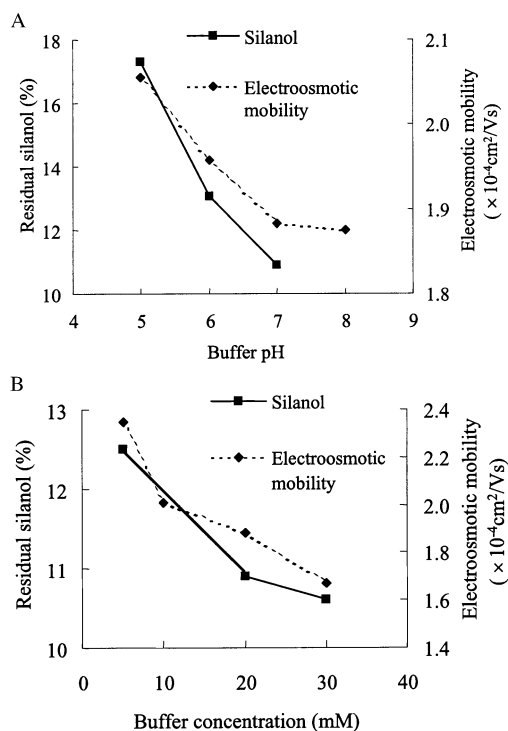 A
Silanol
Electroosmotic
mobility
Residual silanol (%)
18
16
14
12
10
2.1
2.0
1.9
1.8
Electroosmotic mobility
( × 10-4cm2/Vs)
4 5 6 7 8 9
Buffer pH
B
Silanol
Electroosmotic
mobility
Residual silanol (%)
13
12
11
10
2.4
2.2
2.0
1.8
1.6
1.4
Electroosmotic mobility
( × 10-4cm2/Vs)
0 10 20 30 40
Buffer concentration (mM)